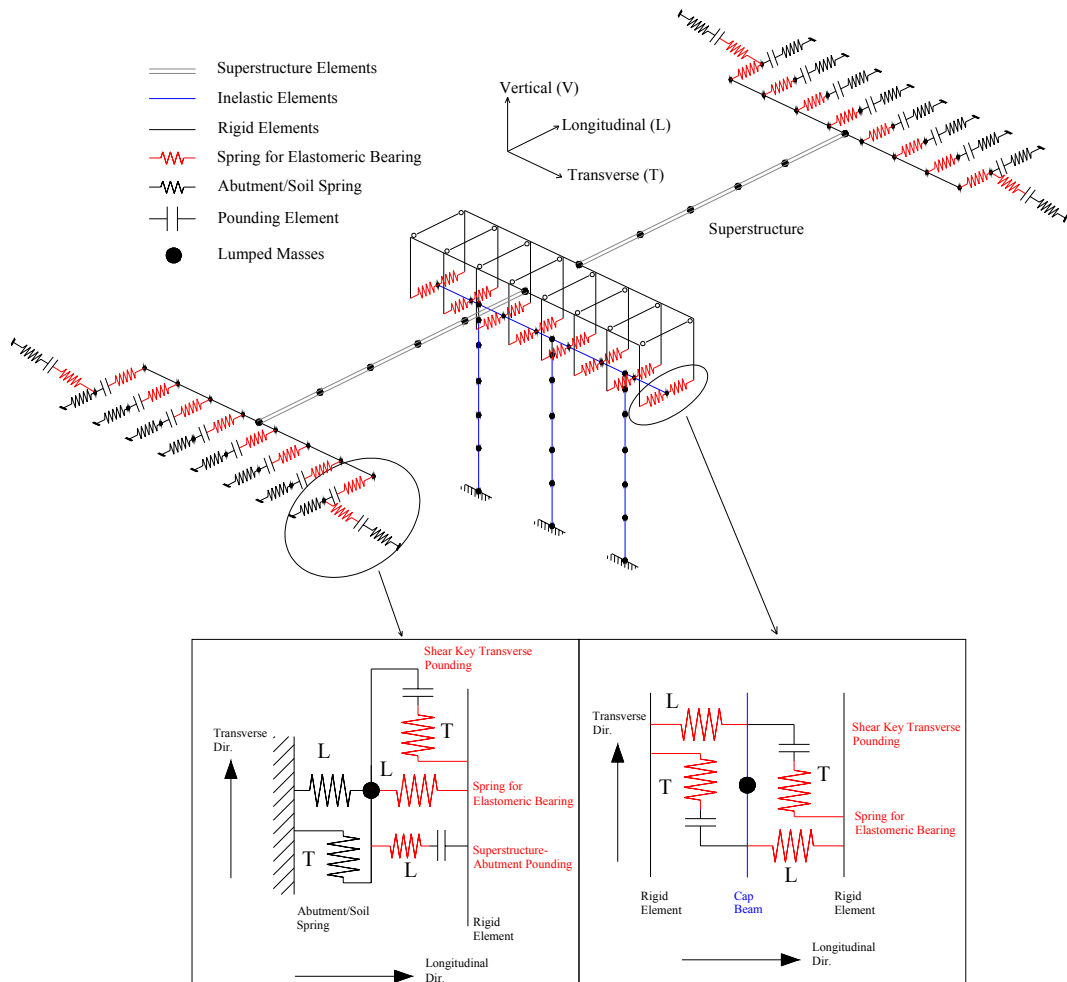 Superstructure Elements
Inelastic Elements
Rigid Elements
Spring for Elastomeric Bearing
Abutment/Soil Spring
Pounding Element
Lumped Masses
Vertical (V)
Longitudinal (L)
Transverse (T)
Superstructure
Shear Key Transverse
Pounding
T
Transverse
Dir.
L
L
Spring for
Elastomeric Bearing
T
L
Superstructure-
Abutment Pounding
Abutment/Soil
Spring
Rigid
Element
Longitudinal
Dir.
L
Transverse
Dir.
Shear Key Transverse
Pounding
T
T
Spring for
Elastomeric Bearing
L
Rigid
Element
Cap
Beam
Rigid
Element
Longitudinal
Dir.